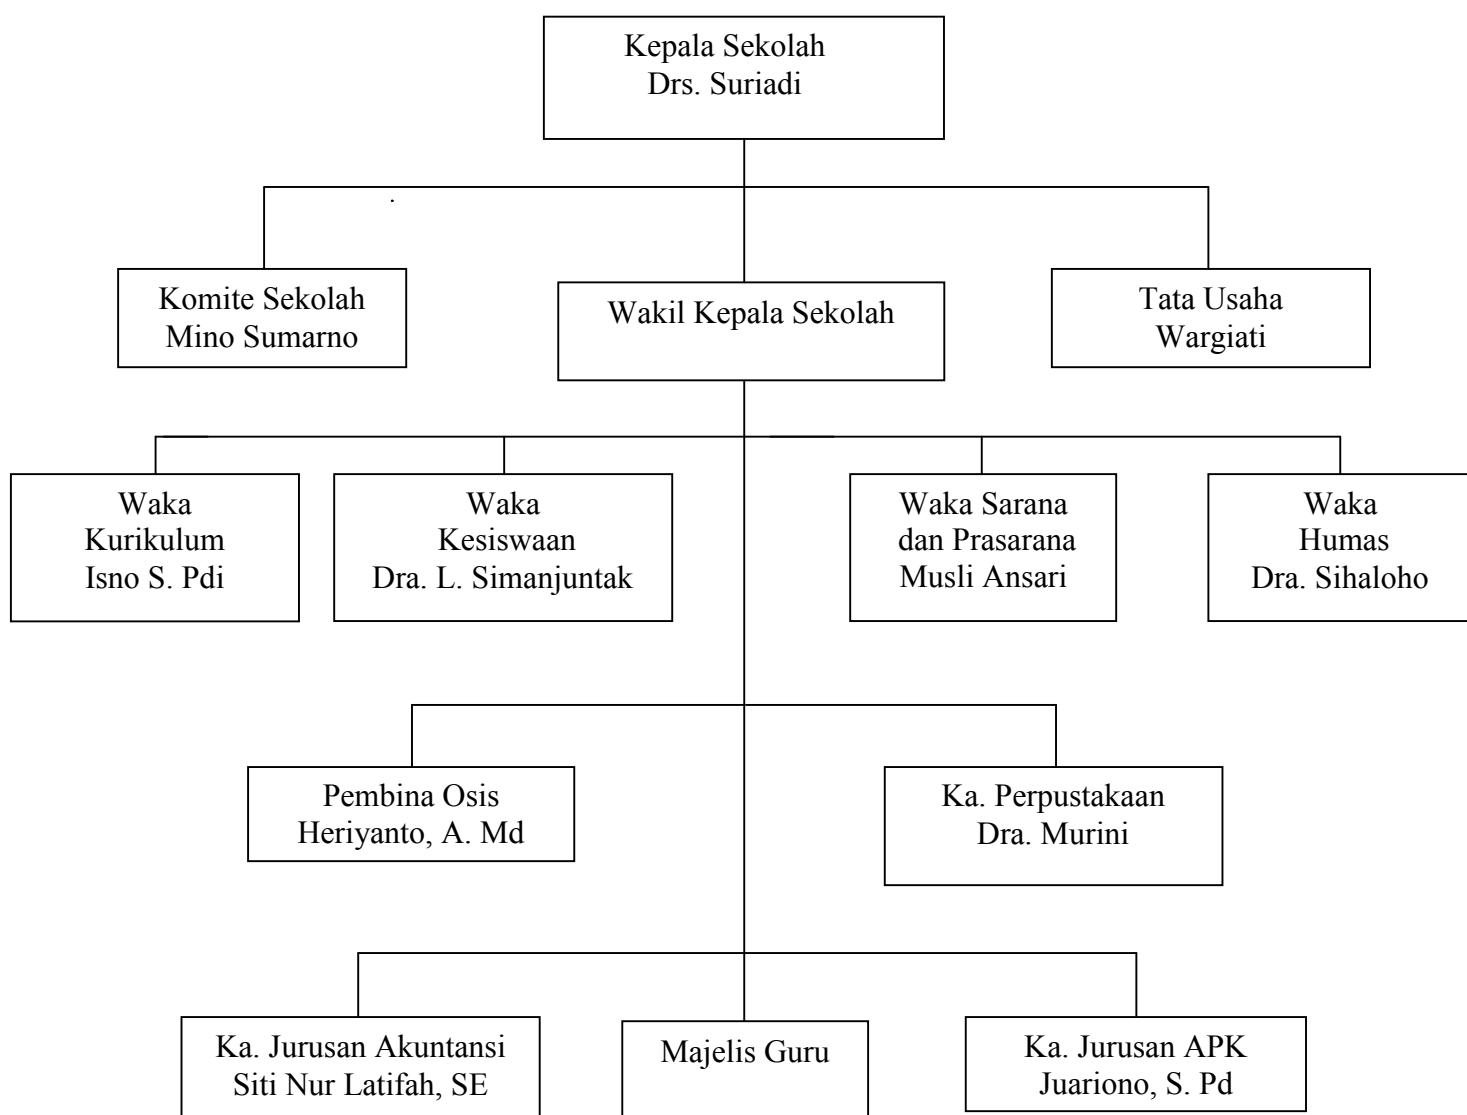 Kepala Sekolah
Drs. Suriadi
Komite Sekolah
Mino Sumarno
Wakil Kepala Sekolah
Tata Usaha
Wargiati
Waka
Kurikulum
Isno S. Pdi
Waka
Kesiswaan
Dra. L. Simanjuntak
Waka Sarana
dan Prasarana
Musli Ansari
Waka
Humas
Dra. Sihaloho
Pembina Osis
Heriyanto, A. Md
Ka. Perpustakaan
Dra. Murini
Ka. Jurusan Akuntansi
Siti Nur Latifah, SE
Majelis Guru
Ka. Jurusan APK
Juariono, S. Pd